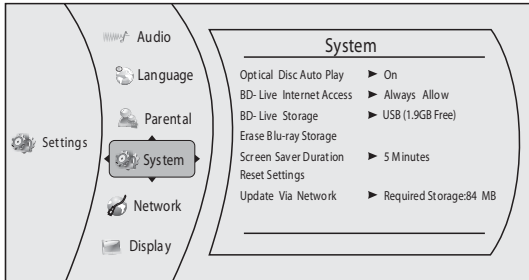 Settings
Audio
Language
Parental
System
Network
Display
System
Optical Disc Auto Play ► On
BD-Live Internet Access ► Always Allow
BD-Live Storage ► USB (1.9GB Free)
Erase Blu-ray Storage
Screen Saver Duration ► 5 Minutes
Reset Settings
Update Via Network ► Required Storage:84 MB